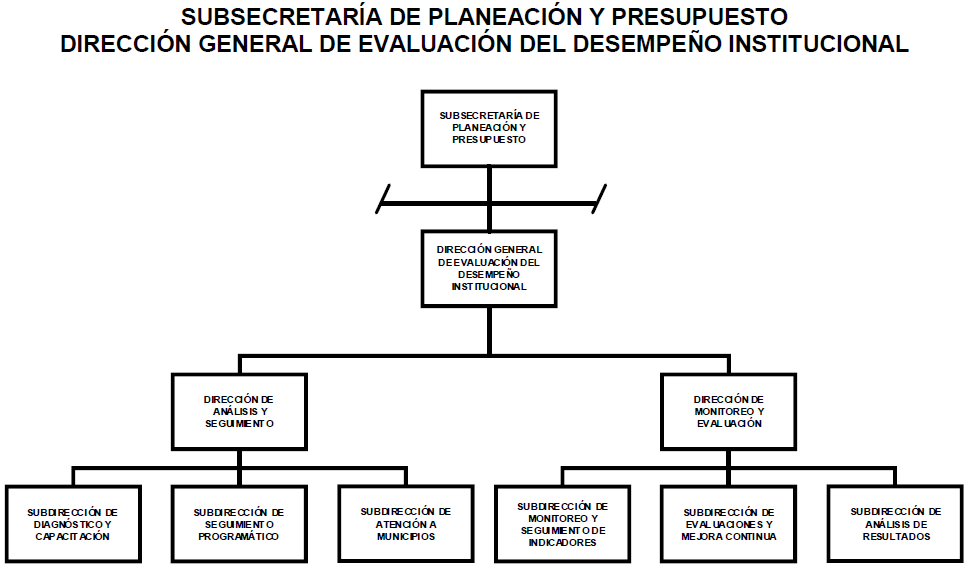 SUBSECRETARÍA DE PLANEACIÓN Y PRESUPUESTO
DIRECCIÓN GENERAL DE EVALUACIÓN DEL DESEMPEÑO INSTITUCIONAL
SUBSECRETARÍA DE
PLANEACIÓN Y
PRESUPUESTO
DIRECCIÓN GENERAL
DE EVALUACIÓN DEL
DESEMPEÑO
INSTITUCIONAL
DIRECCIÓN DE
ANÁLISIS Y
SEGUIMIENTO
DIRECCIÓN DE
MONITOREO Y
EVALUACIÓN
SUBDIRECCIÓN DE
DIAGNÓSTICO Y
CAPACITACIÓN
SUBDIRECCIÓN DE
SEGUIMIENTO
PROGRAMÁTICO
SUBDIRECCIÓN DE
ATENCIÓN A
MUNICIPIOS
SUBDIRECCIÓN DE
MONITOREO Y
SEGUIMIENTO DE
INDICADORES
SUBDIRECCIÓN DE
EVALUACIONES Y
MEJORA CONTINUA
SUBDIRECCIÓN DE
ANÁLISIS DE
RESULTADOS